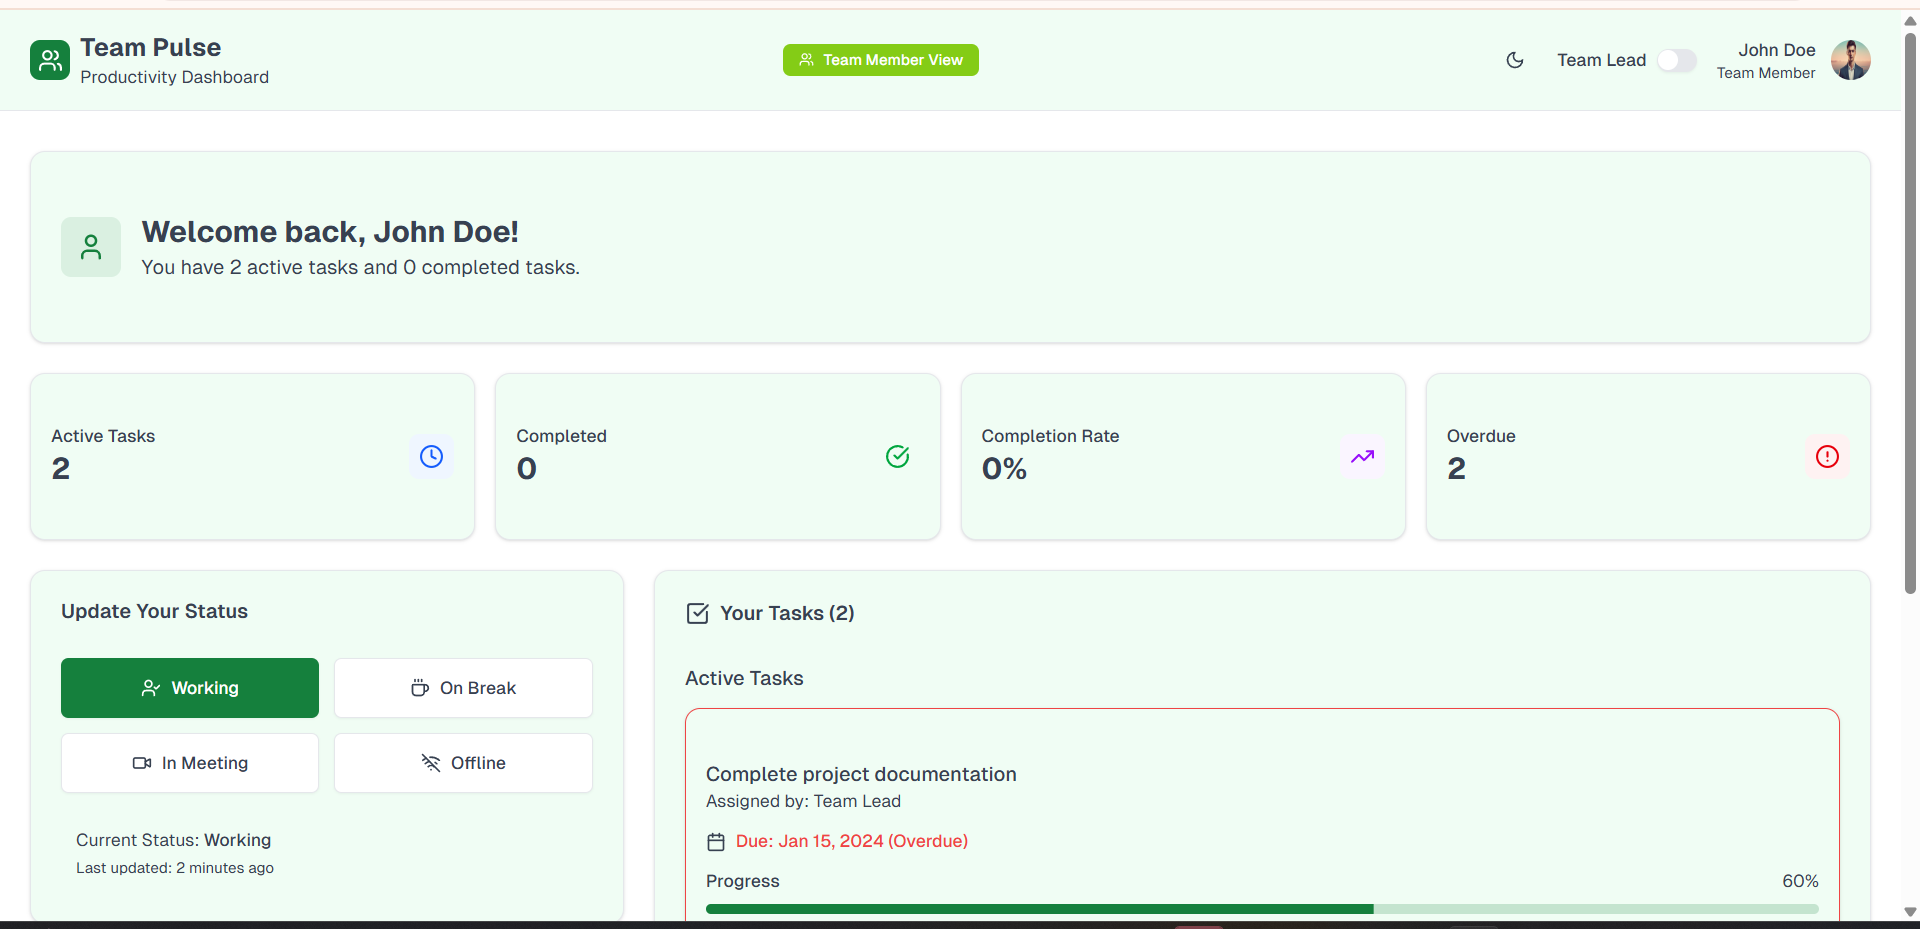 Team Pulse
Productivity Dashboard
Team Member View
Team Lead
John Doe
Team Member
Welcome back, John Doe!
You have 2 active tasks and 0 completed tasks.
Active Tasks
2
Completed
0
Completion Rate
0%
Overdue
2
Update Your Status
Working
On Break
In Meeting
Offline
Current Status: Working
Last updated: 2 minutes ago
Your Tasks (2)
Active Tasks
Complete project documentation
Assigned by: Team Lead
Due: Jan 15, 2024 (Overdue)
Progress
60%